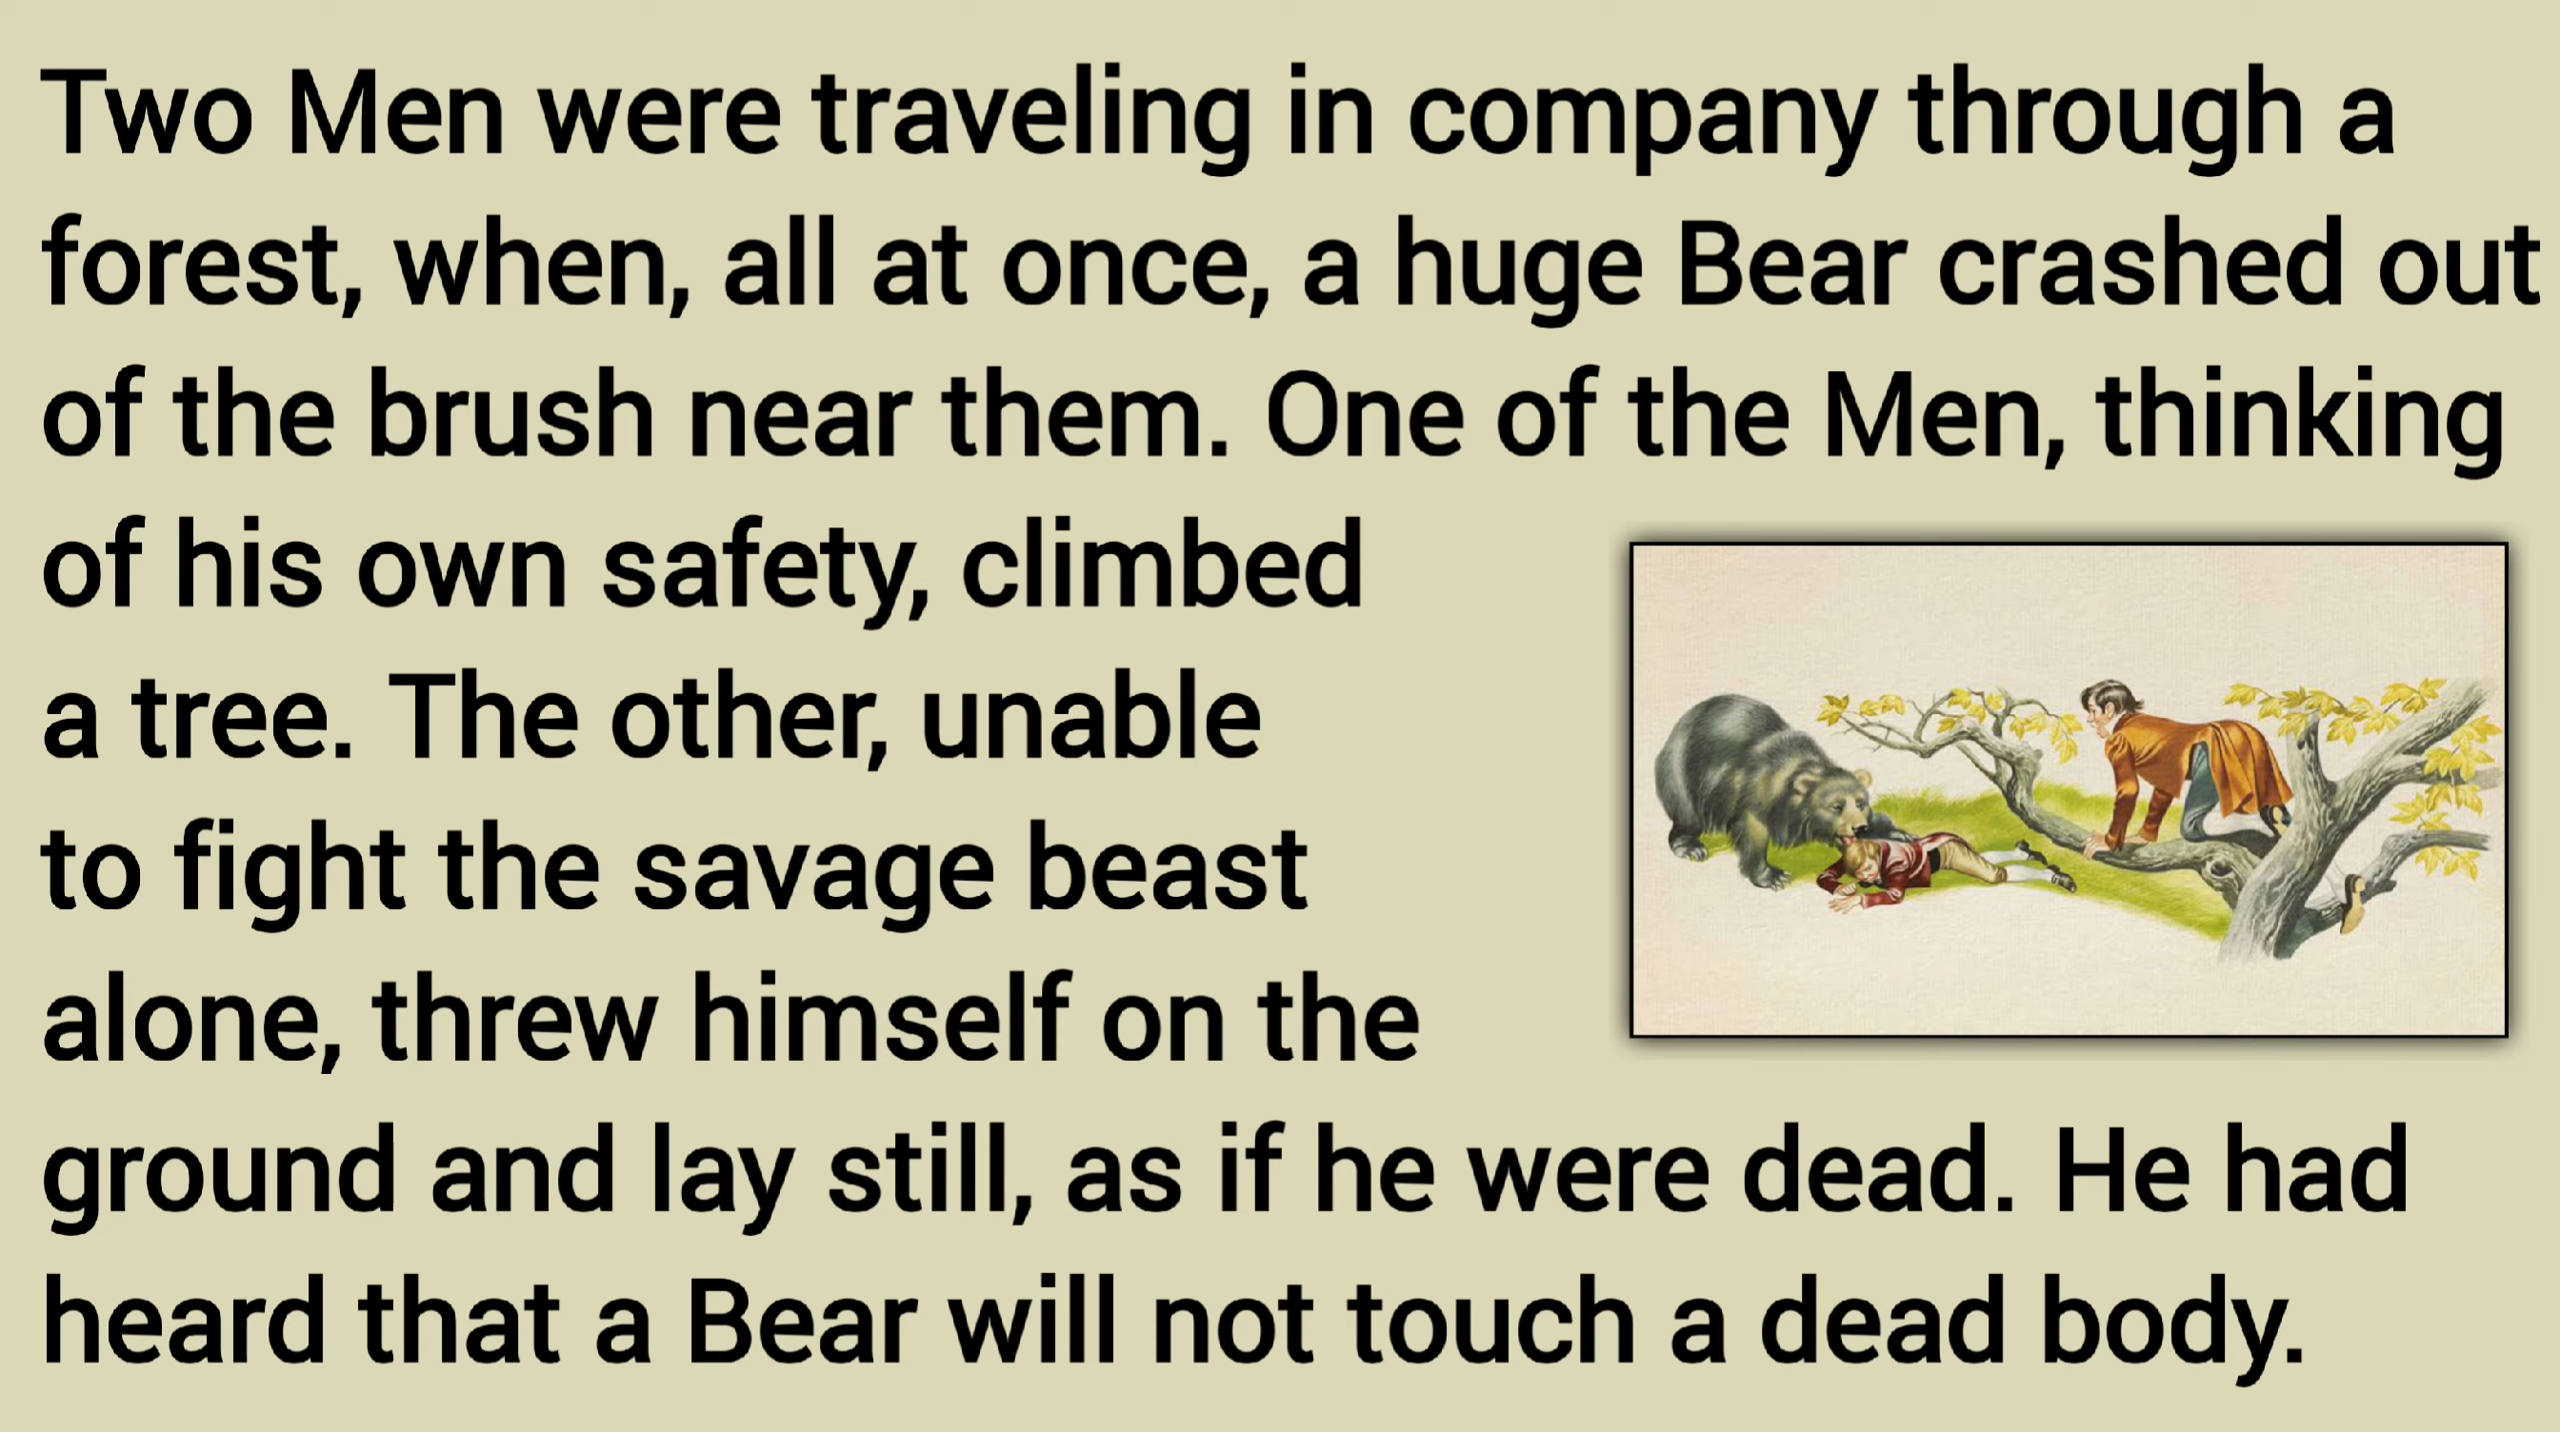 Two Men were traveling in company through a
forest, when, all at once, a huge Bear crashed out
of the brush near them. One of the Men, thinking
of his own safety, climbed
a tree. The other, unable
to fight the savage beast
alone, threw himself on the
ground and lay still, as if he were dead. He had
heard that a Bear will not touch a dead body.